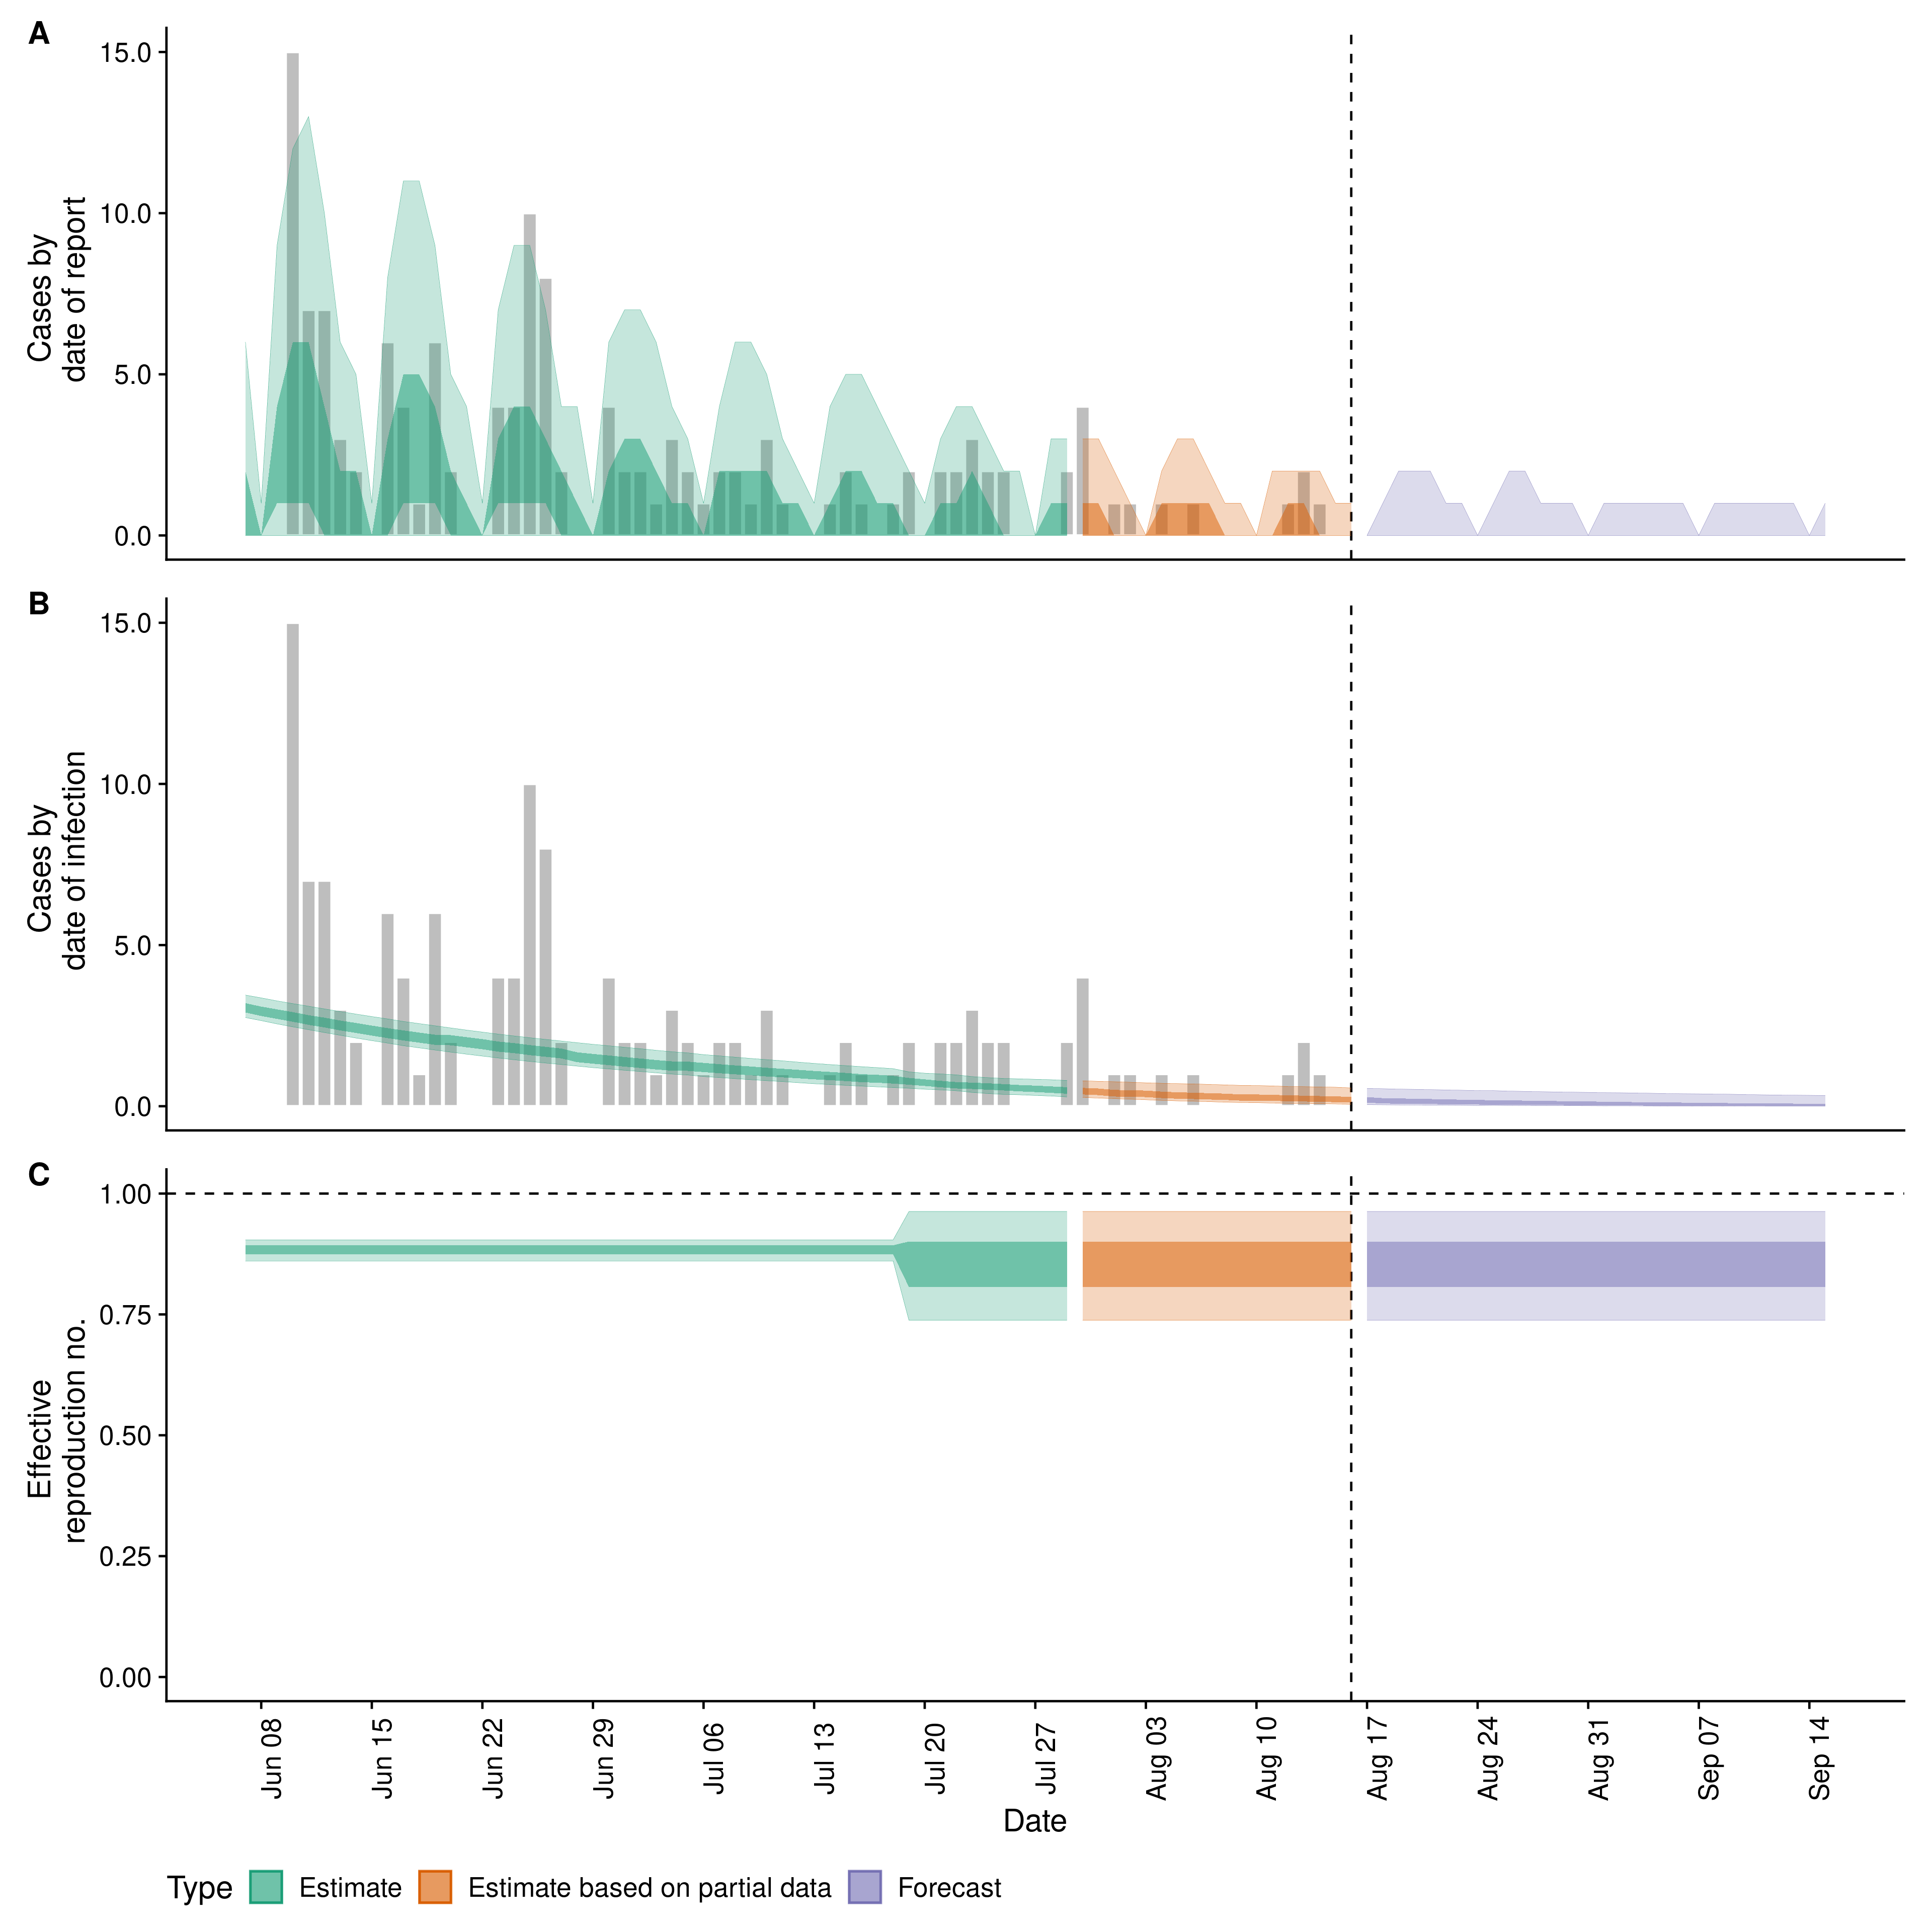 A
Cases by
date of report
15.0
10.0
5.0
0.0
B
Cases by
date of infection
15.0
10.0
5.0
0.0
C
Effective
reproduction no.
1.00
0.75
0.50
0.25
0.00
Jun 08
Jun 15
Jun 22
Jun 29
Jul 06
Jul 13
Jul 20
Jul 27
Aug 03
Aug 10
Aug 17
Aug 24
Aug 31
Sep 07
Sep 14
Date
Type Estimate Estimate based on partial data Forecast